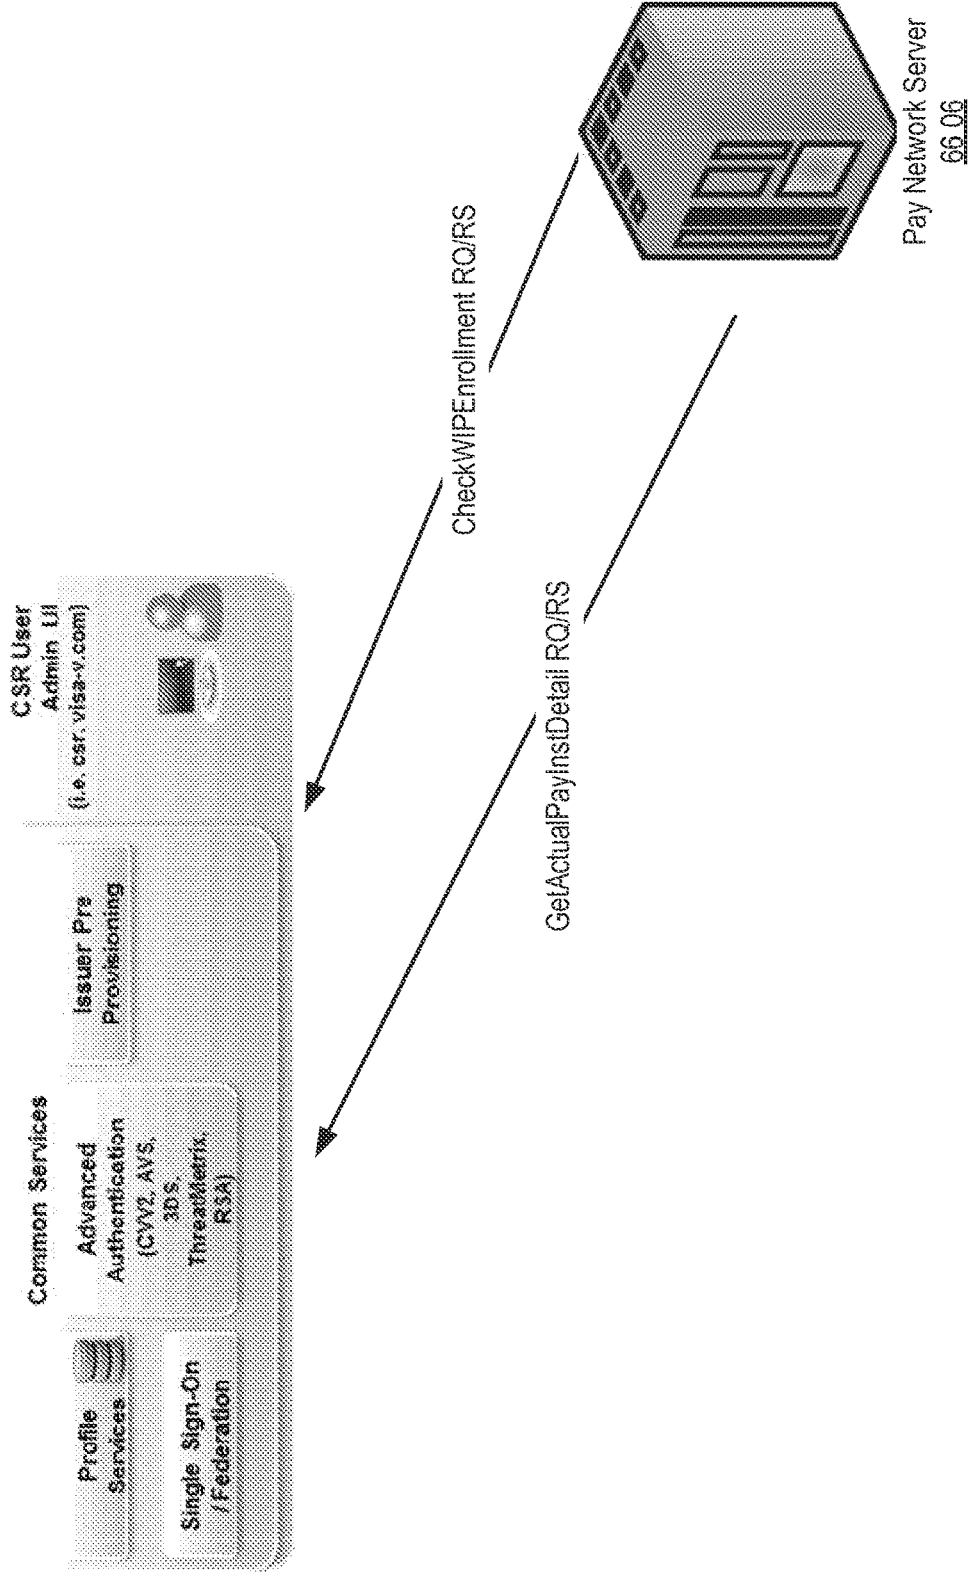 Common Services
Profile
Services
Single Sign-On
/ Federation
Advanced
Authentication
(CVV2, AVS,
3DS,
ThreatMetrix,
RSA)
Issuer Pre
Provisioning
CSR User
Admin UI
(i.e. csr.visa-v.com)
CheckWIPEnrollment RQ/RS
GetActualPayInstDetail RQ/RS
Pay Network Server
66 06